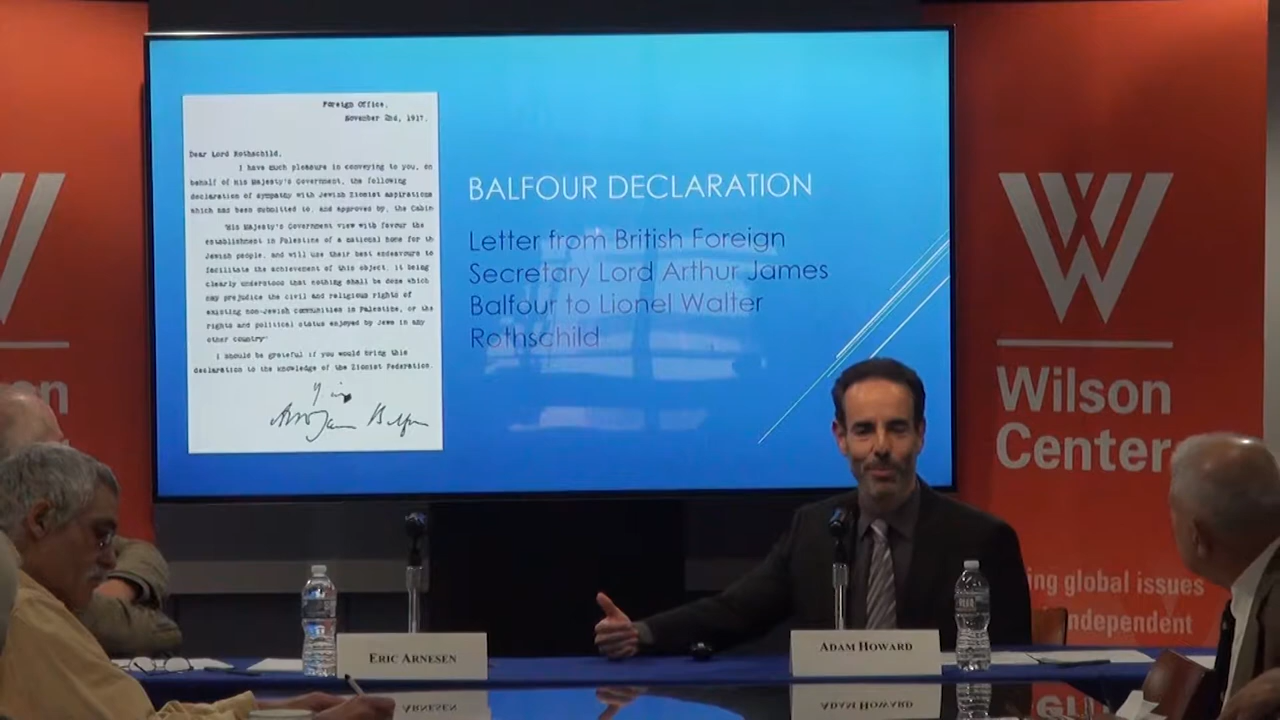 Foreign Office,
November 2nd, 1917.
Dear Lord Rothschild,
I have much pleasure in conveying to you, on
behalf of His Majesty's Government, the following
declaration of sympathy with Jewish Zionist aspirations
which has been submitted to, and approved by, the Cabin
"His Majesty's Government view with favour the
establishment in Palestine of a national home for th
Jewish people, and will use their best endeavours to
facilitate the achievement of this object, it being
clearly understood that nothing shall be done which
may prejudice the civil and religious rights of
existing non-Jewish communities in Palestine, or the
rights and political status enjoyed by Jews in any
other country"
I should be grateful if you would bring this
declaration to the knowledge of the Zionist Federation.
BALFOUR DECLARATION
Letter from British Foreign
Secretary Lord Arthur James
Balfour to Lionel Walter
Rothschild
W
Wilson
Center
ing global issues
ndependent
on
ERIC ARNESEN
ADAM HOWARD